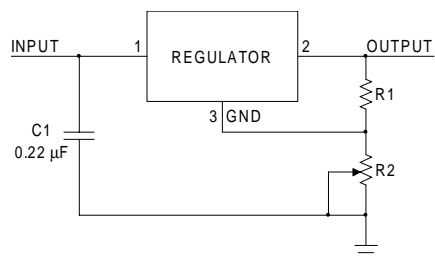 INPUT
1
REGULATOR
2
OUTPUT
R1
3 GND
C1
0.22 µF
R2